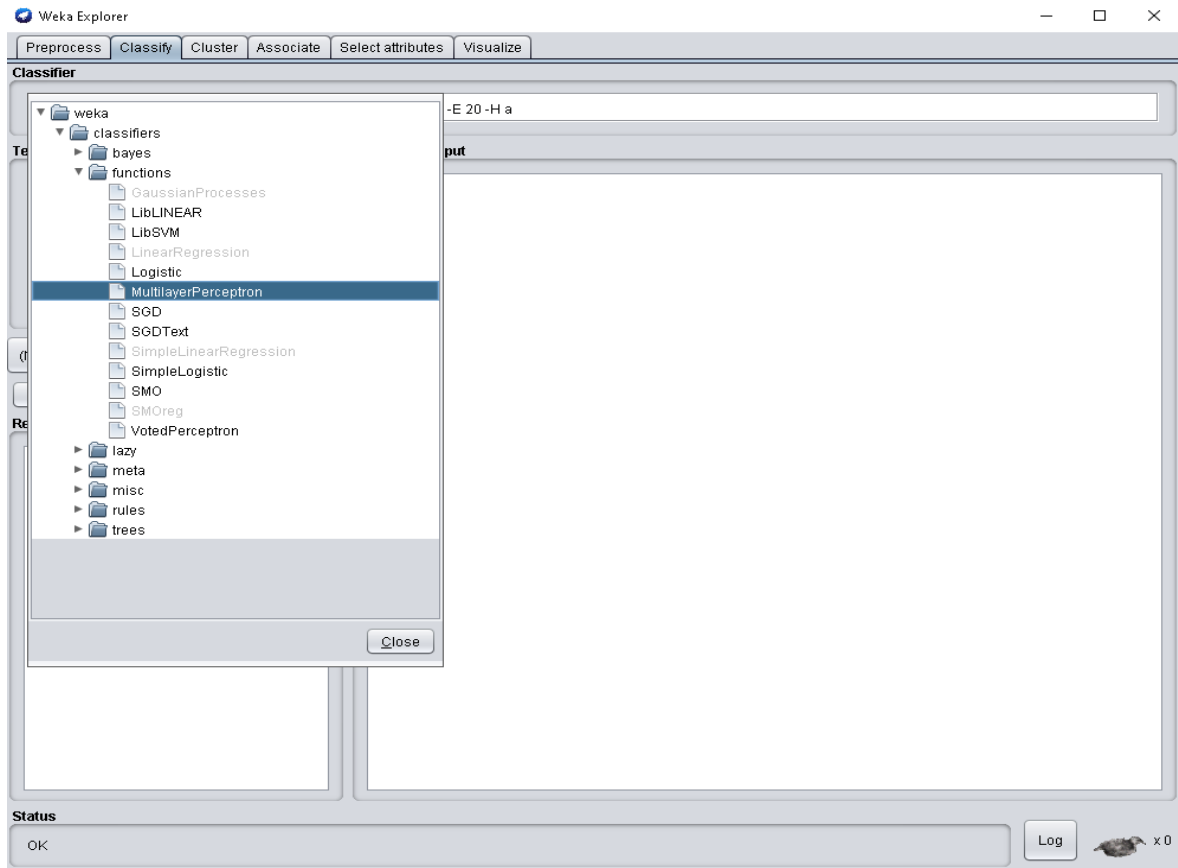 Weka Explorer
Preprocess Classify Cluster Associate Select attributes Visualize
Classifier
-E 20 -H a
weka
classifiers
bayes
functions
GaussianProcesses
LibLINEAR
LibSVM
LinearRegression
Logistic
MultilayerPerceptron
SGD
SGDText
SimpleLinearRegression
SimpleLogistic
SMO
SMOreg
VotedPerceptron
lazy
meta
misc
rules
trees
Close
Te
put
(N
Re
Status
OK
Log
x 0